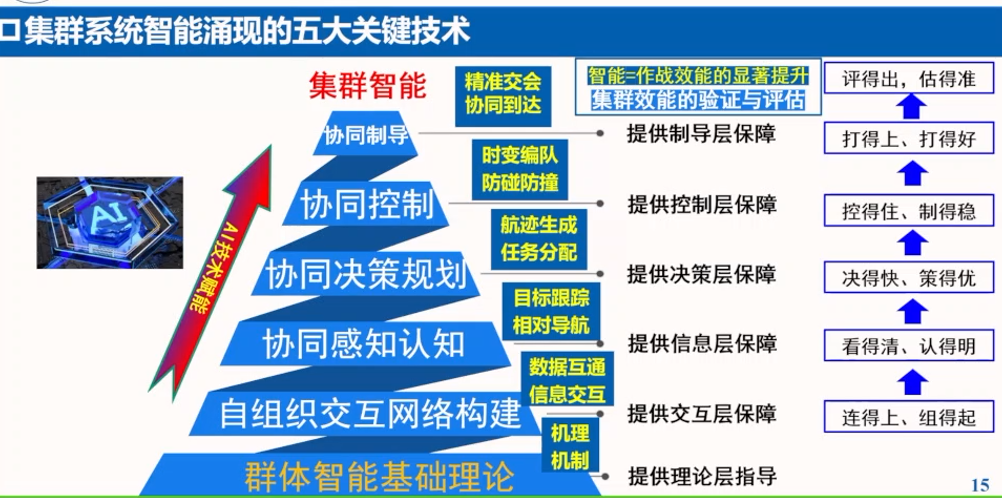 集群系统智能涌现的五大关键技术
集群智能
精准交会
协同到达
智能=作战效能的显著提升
集群效能的验证与评估
评得出，估得准
协同制导
提供制导层保障
打得上、打得好
时变编队
防碰防撞
协同控制
提供控制层保障
控得住、制得稳
航迹生成
任务分配
协同决策规划
提供决策层保障
决得快、策得优
目标跟踪
相对导航
协同感知认知
提供信息层保障
看得清、认得明
数据互通
信息交互
自组织交互网络构建
提供交互层保障
连得上、组得起
机理
机制
群体智能基础理论
提供理论层指导
AI
AI技术赋能
15